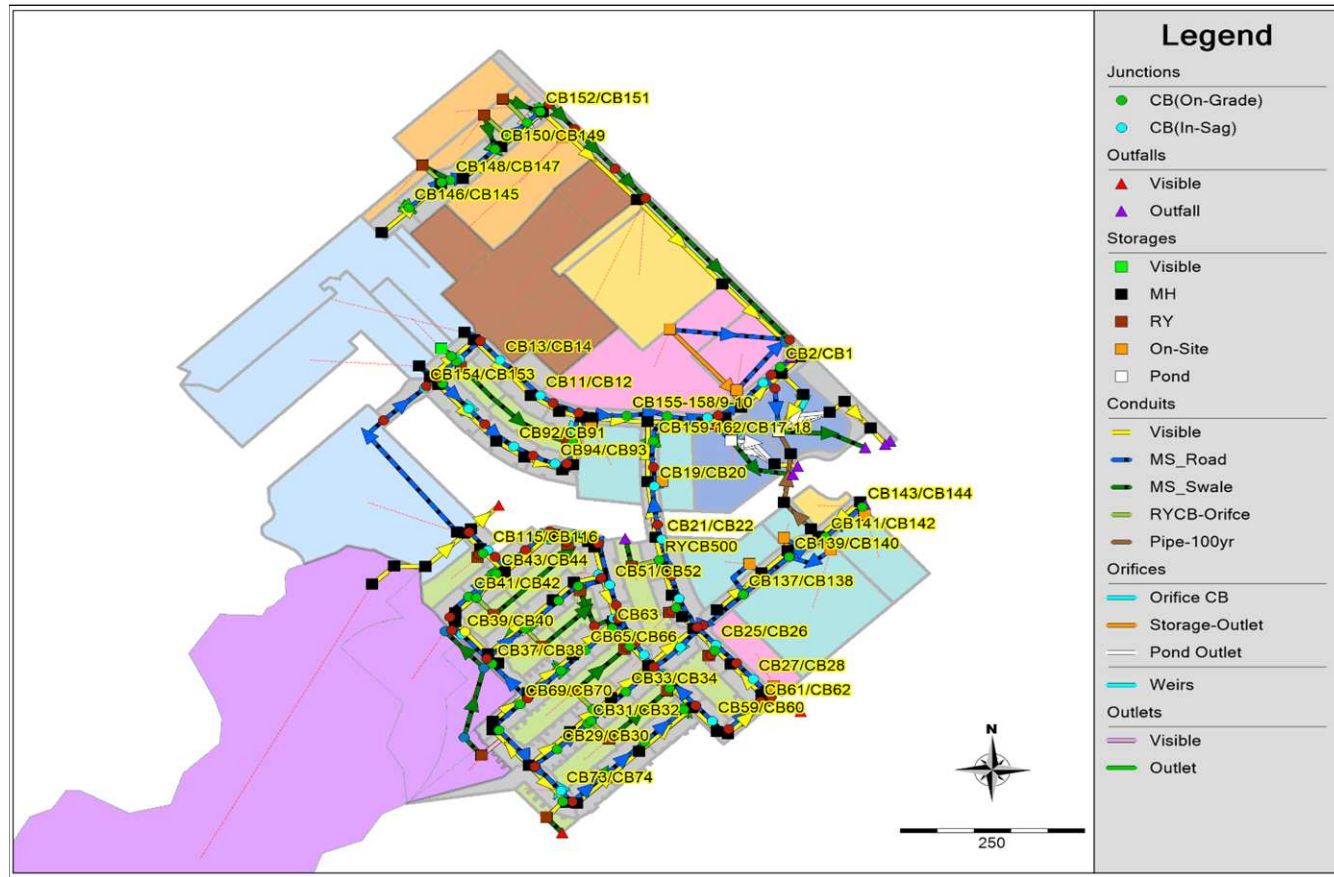 CB152/CB151
CB150/CB149
CB148/CB147
CB146/CB145
CB13/CB14
CB2/CB1
CB154/CB153
CB11/CB12
CB155-158/9-10
CB92/CB91
CB159-162/CB17-18
CB94/CB93
CB19/CB20
CB143/CB144
CB21/CB22
CB141/CB142
CB115/CB116
RYCB500
CB139/CB140
CB43/CB44
CB51/CB52
CB41/CB42
CB137/CB138
CB63
CB39/CB40
CB65/CB66
CB25/CB26
CB37/CB38
CB27/CB28
CB33/CB34
CB69/CB70
CB61/CB62
CB31/CB32
CB59/CB60
CB29/CB30
CB73/CB74
N
250
Legend
Junctions
CB(On-Grade)
CB(In-Sag)
Outfalls
Visible
Outfall
Storages
Visible
MH
RY
On-Site
Pond
Conduits
Visible
MS_Road
MS_Swale
RYCB-Orifce
Pipe-100yr
Orifices
Orifice CB
Storage-Outlet
Pond Outlet
Weirs
Outlets
Visible
Outlet